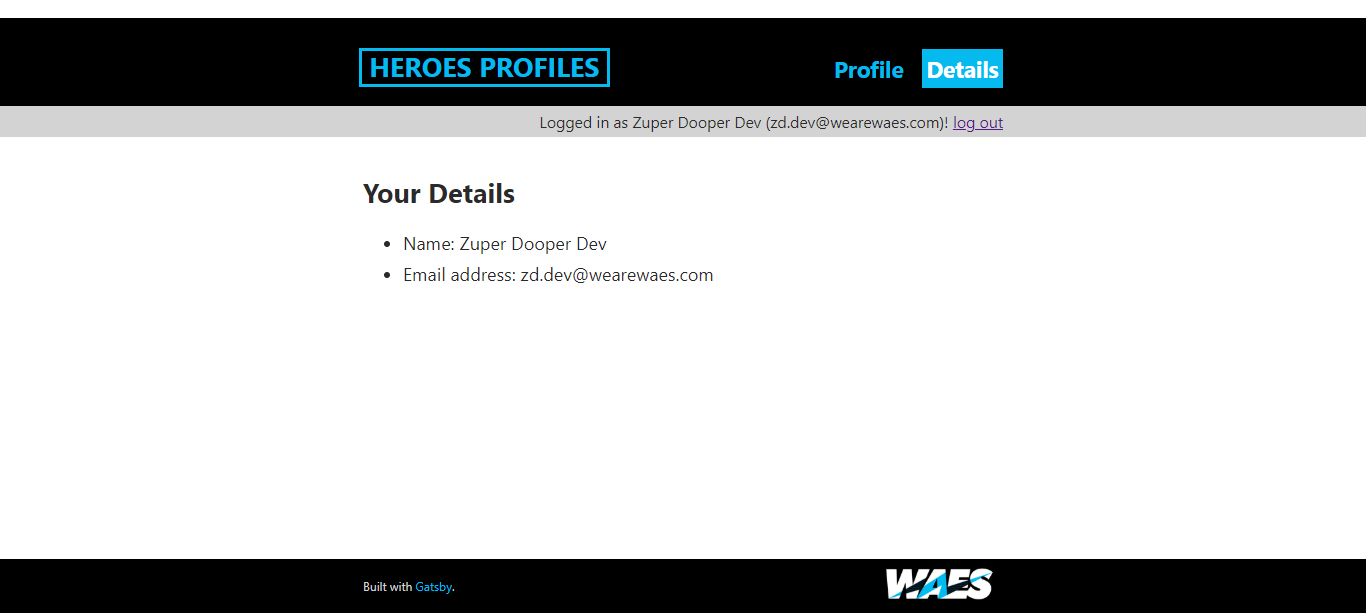 HEROES PROFILES
Profile Details
Logged in as Zuper Dooper Dev (zd.dev@wearewaes.com)! log out
Your Details
• Name: Zuper Dooper Dev
• Email address: zd.dev@wearewaes.com
Built with Gatsby.
WAES